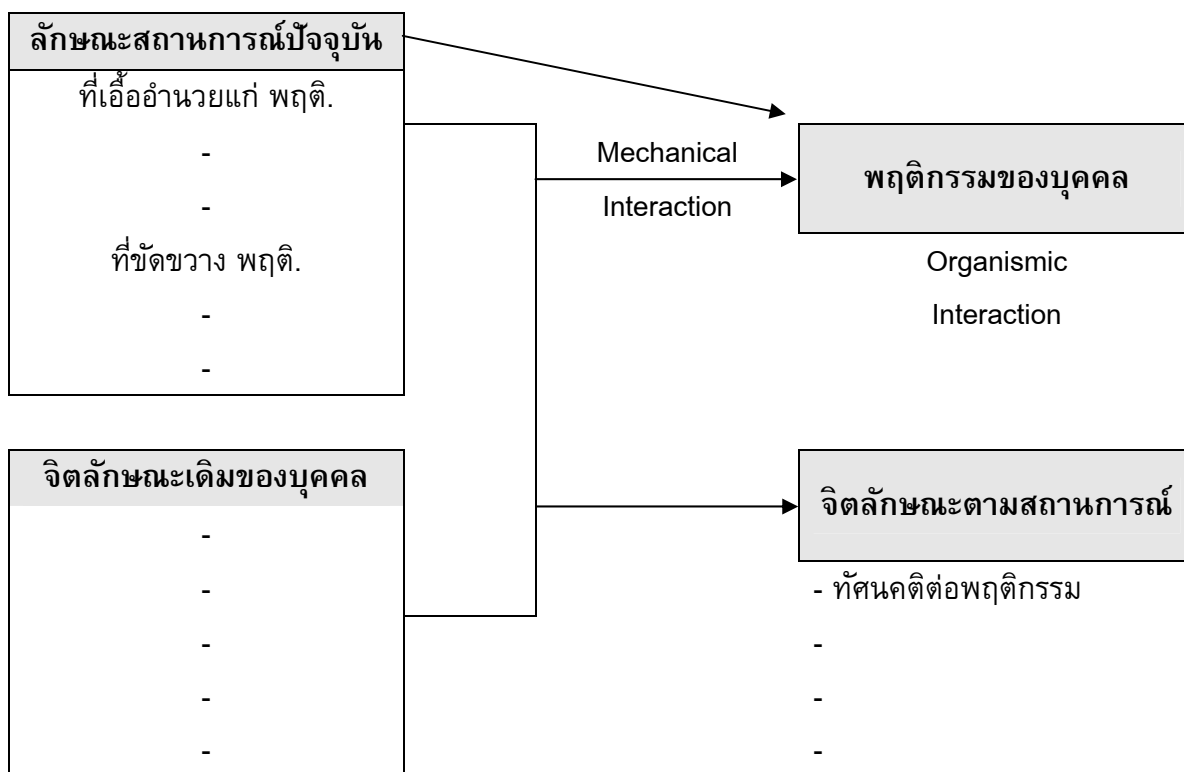 ลักษณะสถานการณ์ปัจจุบัน
ที่เอื้ออำนวยแก่ พฤติ.
-
-
ที่ขัดขวาง พฤติ.
-
-
Mechanical
Interaction
พฤติกรรมของบุคคล
Organismic
Interaction
จิตลักษณะเดิมของบุคคล
-
-
-
-
-
จิตลักษณะตามสถานการณ์
- ทัศนคติต่อพฤติกรรม
-
-
-